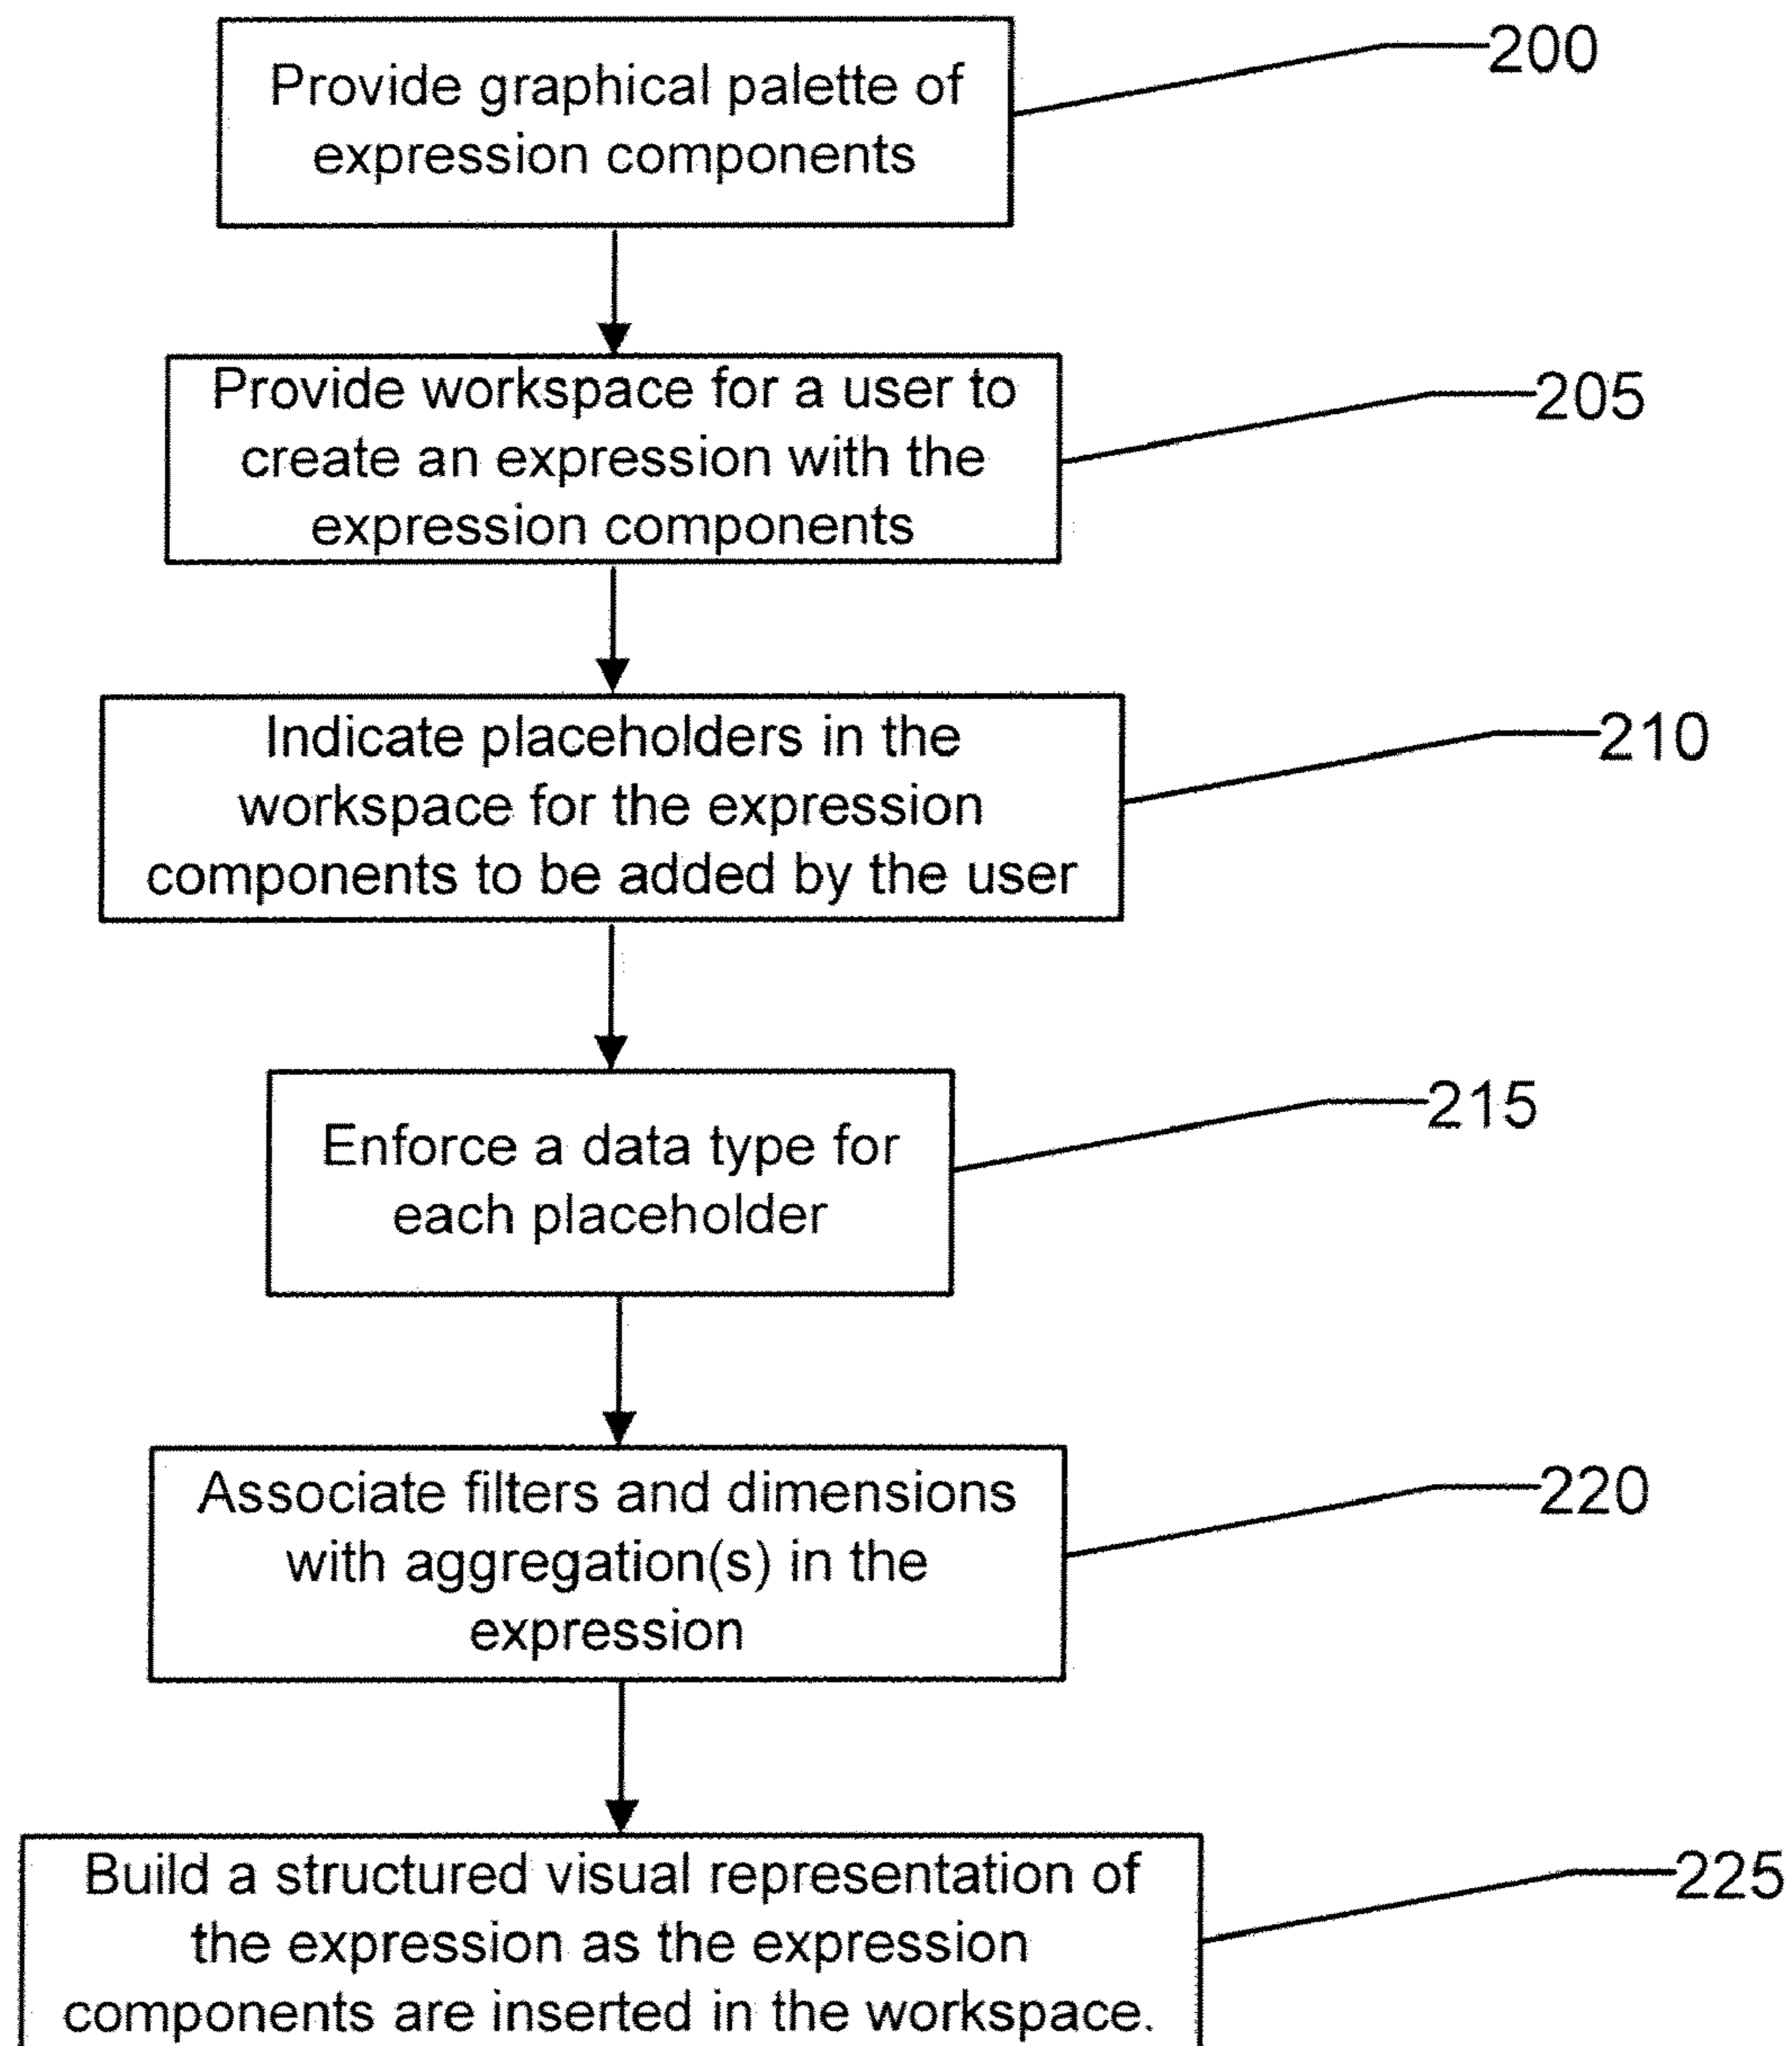 Provide graphical palette of
expression components
200
Provide workspace for a user to
create an expression with the
expression components
205
Indicate placeholders in the
workspace for the expression
components to be added by the user
210
Enforce a data type for
each placeholder
215
Associate filters and dimensions
with aggregation(s) in the
expression
220
Build a structured visual representation of
the expression as the expression
components are inserted in the workspace.
225